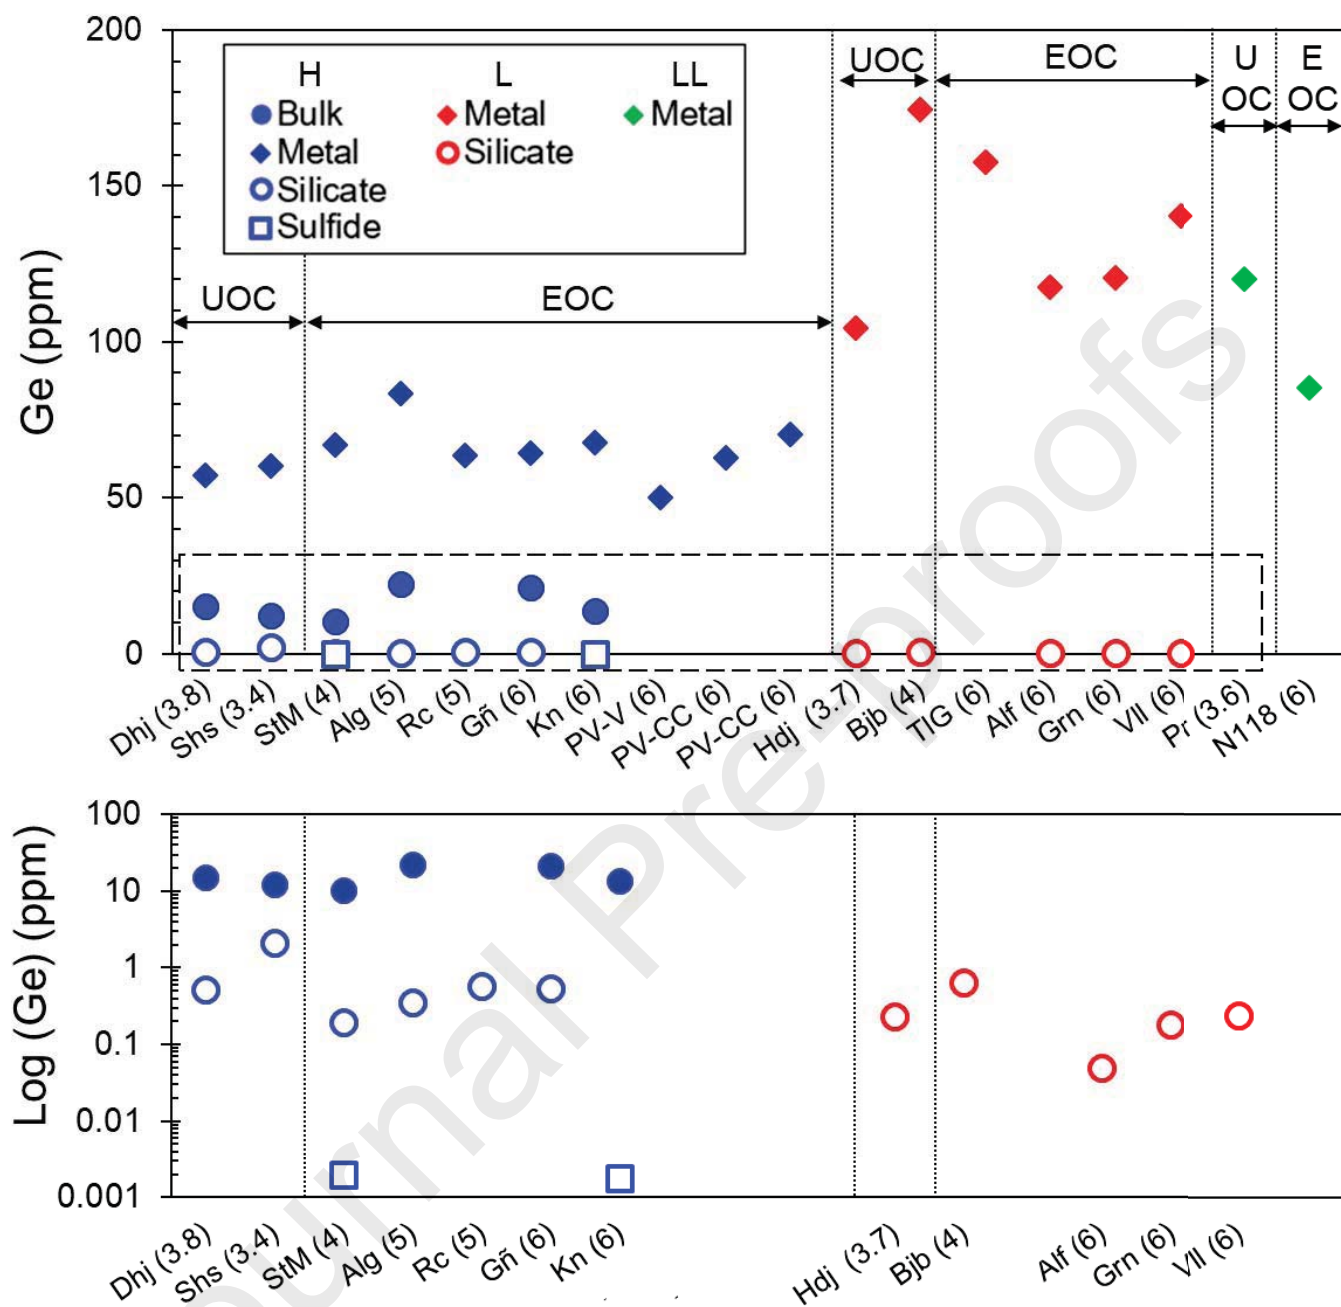 200
150
100
50
0
Ge (ppm)
H L LL
Bulk Metal Metal
Metal Silicate
Silicate
Sulfide
UOC
EOC
UOC
EOC
U
OC
E
OC
Dhj (3.8)
Shs (3.4)
StM (4)
Alg (5)
Rc (5)
Gñ (6)
Kn (6)
PV-V (6)
PV-CC (6)
PV-CC (6)
Hdj (3.7)
Bjb (4)
TIG (6)
Alf (6)
Grn (6)
Vll (6)
Pr (3.6)
N118 (6)
100
10
1
0.1
0.01
0.001
Log (Ge) (ppm)
Dhj (3.8)
Shs (3.4)
StM (4)
Alg (5)
Rc (5)
Gñ (6)
Kn (6)
Hdj (3.7)
Bjb (4)
Alf (6)
Grn (6)
Vll (6)
urnal Pre-proofs